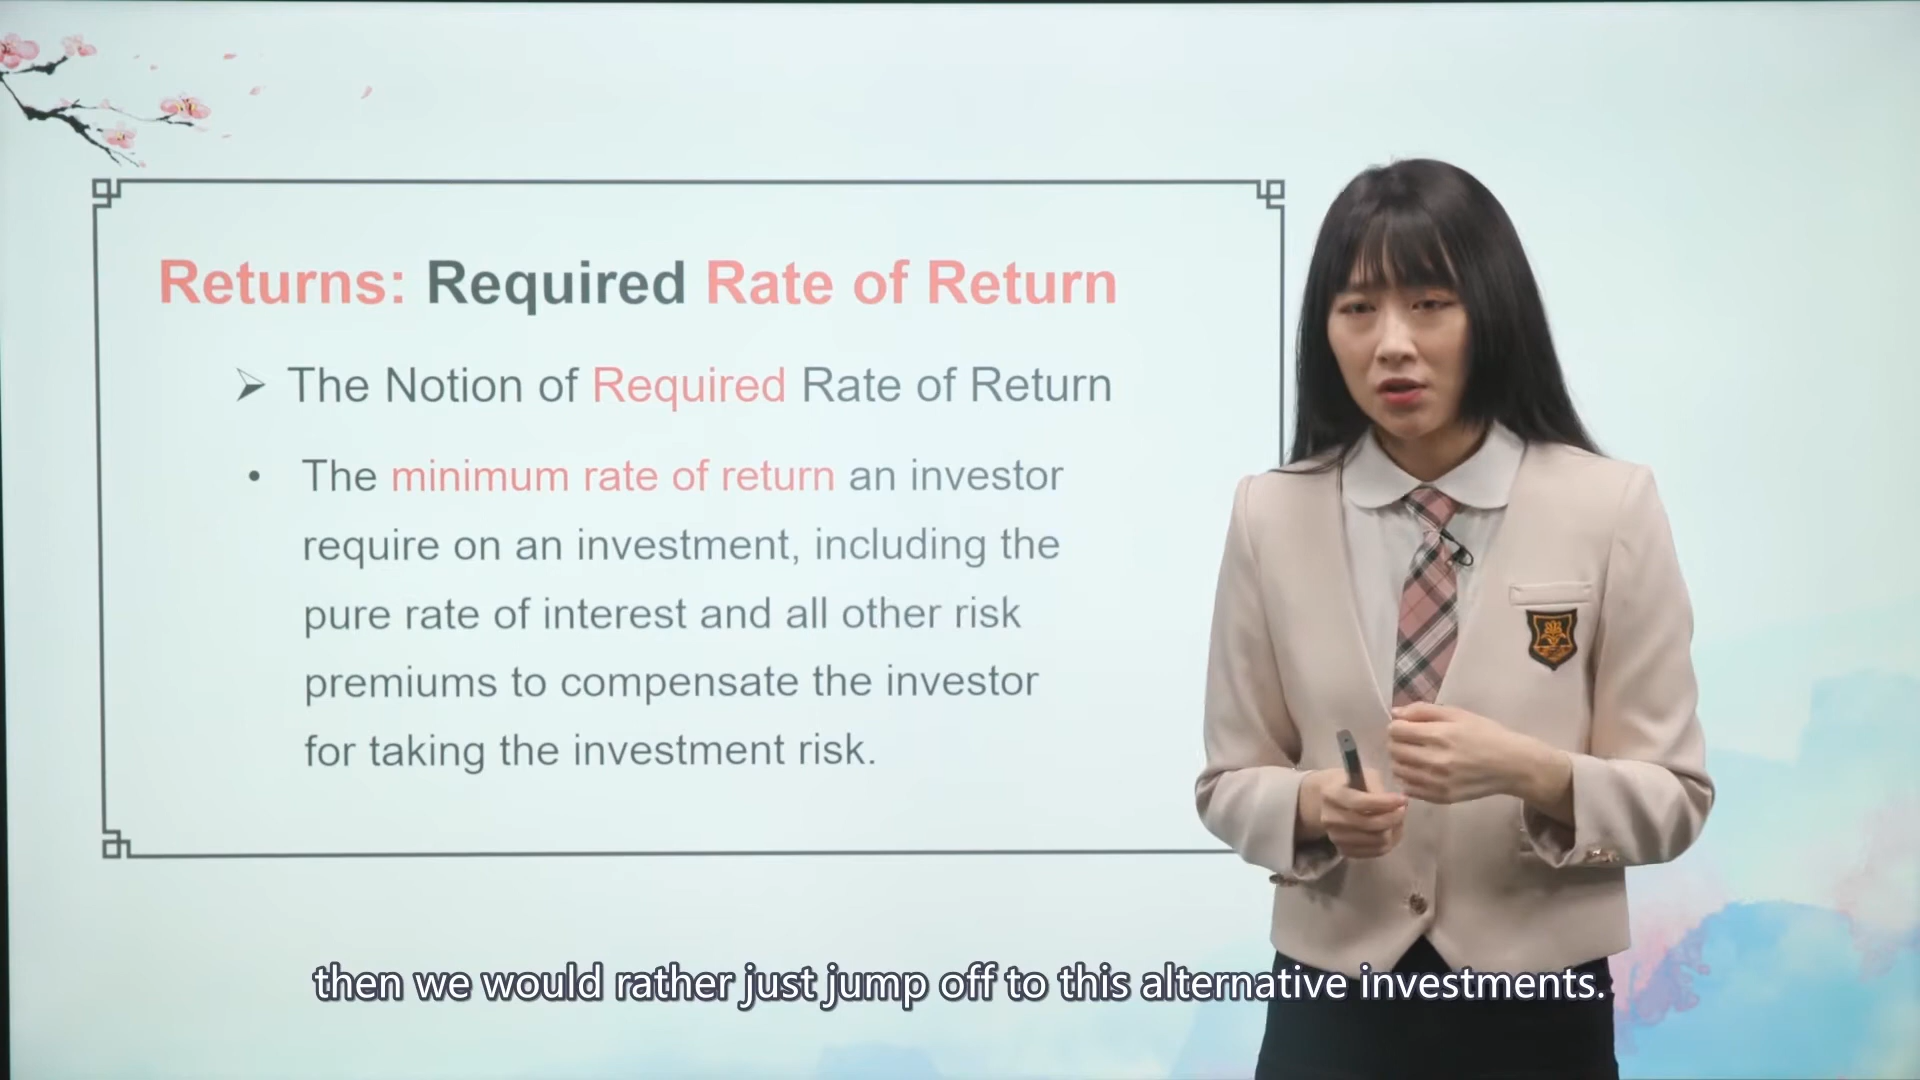 Returns: Required Rate of Return
➢ The Notion of Required Rate of Return
• The minimum rate of return an investor
require on an investment, including the
pure rate of interest and all other risk
premiums to compensate the investor
for taking the investment risk.
then we would rather just jump off to this alternative investments.